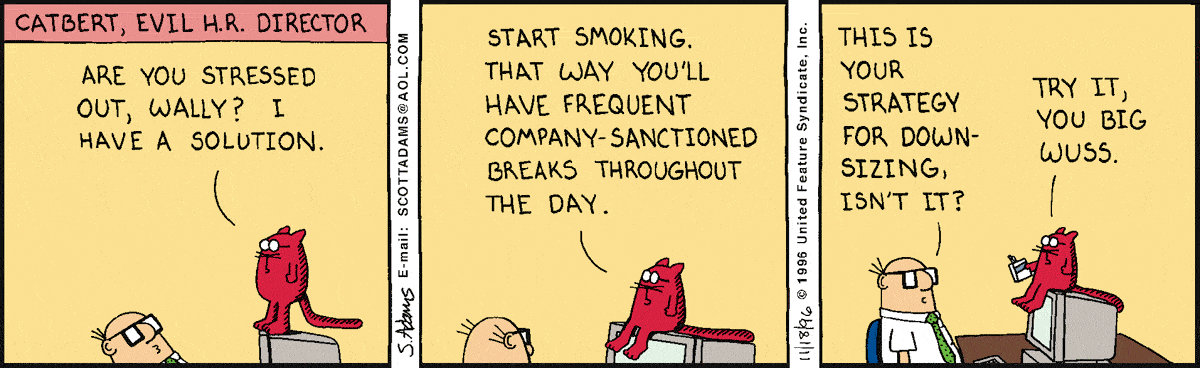 CATBERT, EVIL H.R. DIRECTOR
ARE YOU STRESSED
OUT, WALLY? I
HAVE A SOLUTION.
S. Adams E-mail: SCOTTADAMS@AOL.COM
START SMOKING.
THAT WAY YOU'LL
HAVE FREQUENT
COMPANY-SANCTIONED
BREAKS THROUGHOUT
THE DAY.
11/18/96 © 1996 United Feature Syndicate, Inc.
THIS IS
YOUR
STRATEGY
FOR DOWN-
SIZING,
ISN'T IT?
TRY IT,
YOU BIG
WUSS.